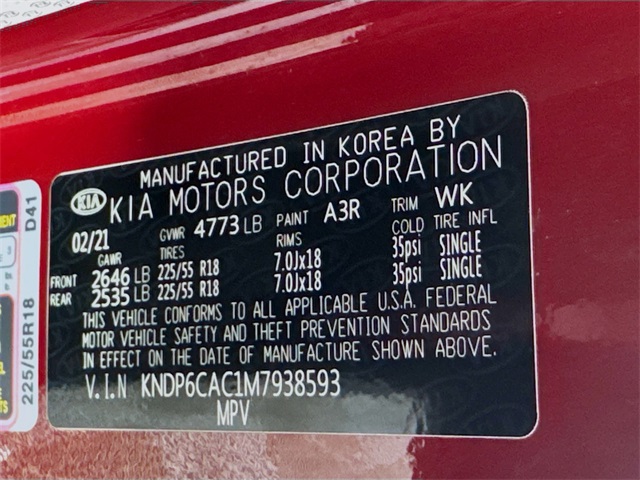 MANUFACTURED IN KOREA BY
KIA KIA MOTORS CORPORATION
02/21 GVWR 4773 LB PAINT A3R TRIM WK
GAWR TIRES RIMS COLD TIRE INFL
FRONT 2646 LB 225/55 R18 7.0Jx18 35psi SINGLE
REAR 2535 LB 225/55 R18 7.0Jx18 35psi SINGLE
THIS VEHICLE CONFORMS TO ALL APPLICABLE U.S.A. FEDERAL
MOTOR VEHICLE SAFETY AND THEFT PREVENTION STANDARDS
IN EFFECT ON THE DATE OF MANUFACTURE SHOWN ABOVE.
V.I.N KNDP6CAC1M7938593
MPV
D41
225/55R18